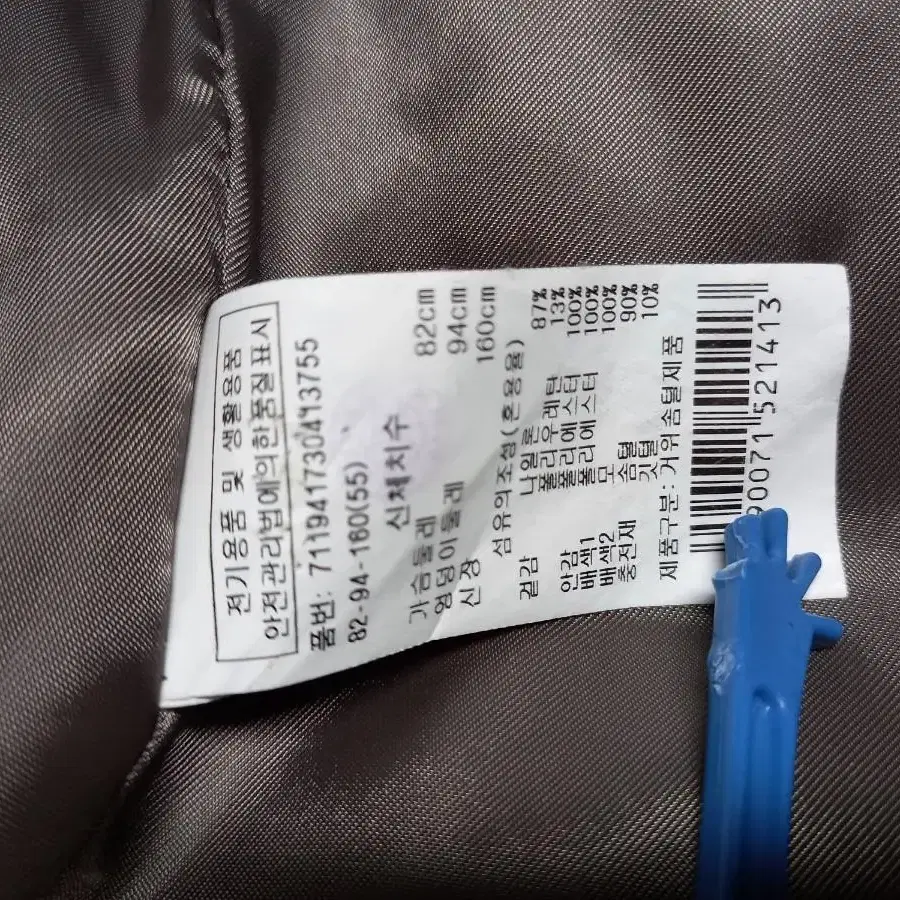 전기용품 및 생활용품
안전관리법에의한품질표시
품번: 71194173O413755
82-94-160(55)
신체치수
가슴둘레 82cm
엉덩이둘레 94cm
신장 160cm
섬유의조성(혼용율)
겉감 나일론 87%
폴리우레탄 13%
안감 폴리에스터 100%
배색1 폴리에스터 100%
배색2 모 100%
충전재 솜털 90%
깃털 10%
제품구분: 거위솜털제품
90071521413